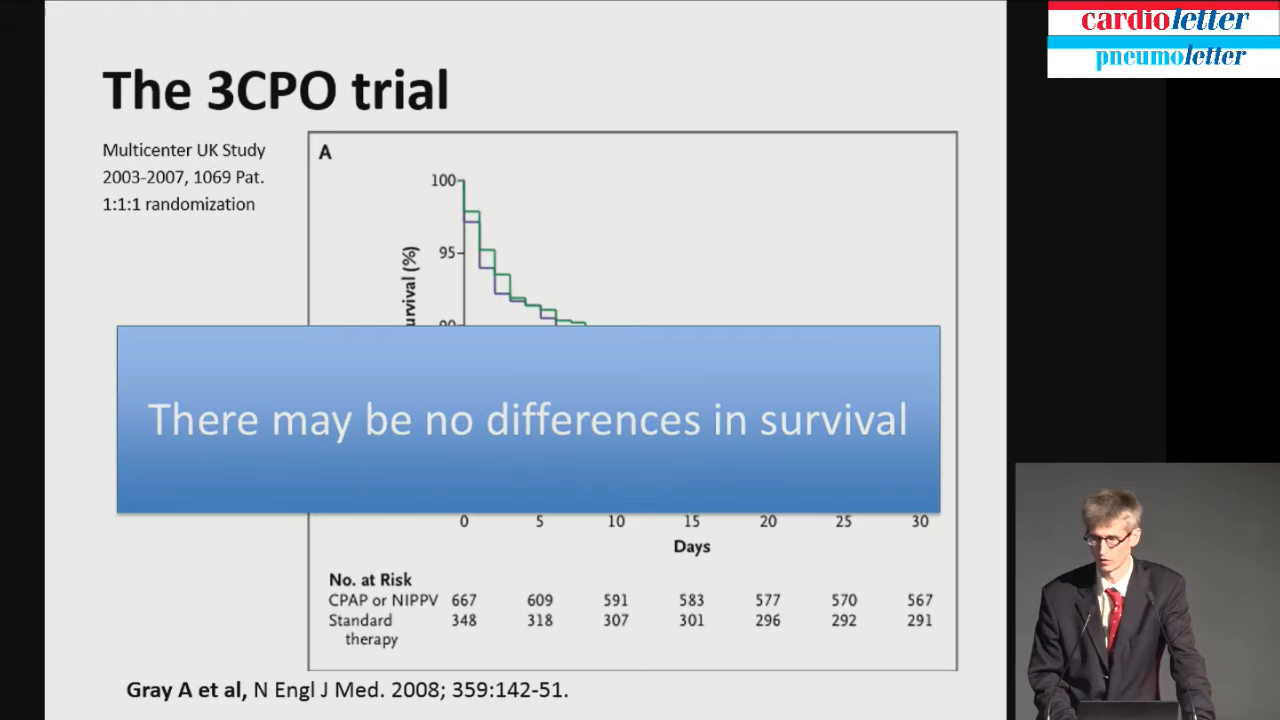 cardioletter
pneumoletter
The 3CPO trial
Multicenter UK Study
2003-2007, 1069 Pat.
1:1:1 randomization
A
100
95
There may be no differences in survival
0 5 10 15 20 25 30
Days
No. at Risk
CPAP or NIPPV 667 609 591 583 577 570 567
Standard 348 318 307 301 296 292 291
therapy
Gray A et al, N Engl J Med. 2008; 359:142-51.